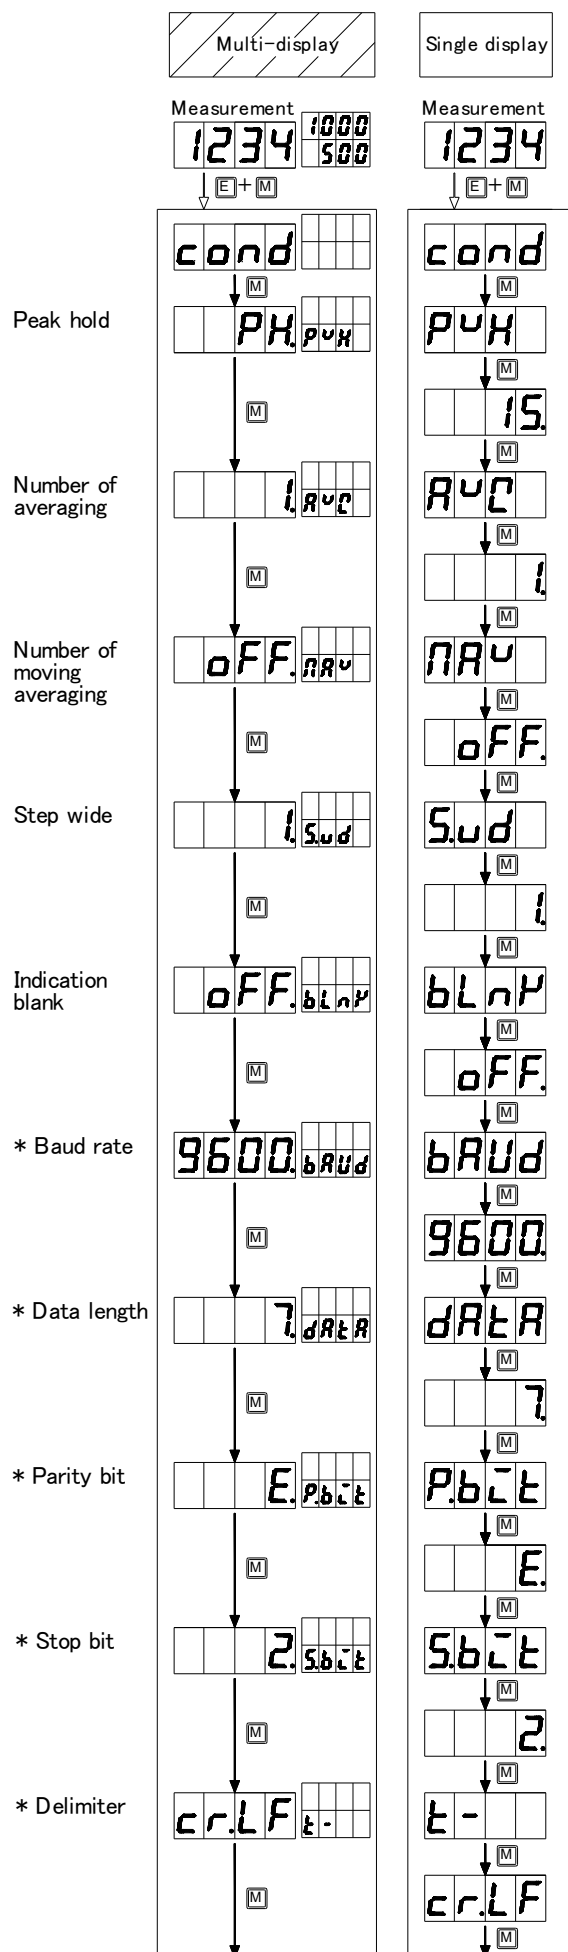 Multi-display Single display
Measurement Measurement
1234 1000 1234
500
E + M E + M
cond cond
M M
Peak hold PH. PvH PvH
M
M 15.
M
Number of 1. AvG AvG
averaging
M
M 1.
M
Number of oFF. MAv MAv
moving
averaging
M
M oFF.
M
Step wide 1. S.ud S.ud
M
M 1.
M
Indication oFF. bLnK bLnK
blank
M
M oFF.
M
* Baud rate 9600. bAUd bAUd
M
M 9600.
M
* Data length 7. dAtA dAtA
M
M 7.
M
* Parity bit E. P.bit P.bit
M
M E.
M
* Stop bit 2. S.bit S.bit
M
M 2.
M
* Delimiter cr.LF t- t-
M
M cr.LF
M